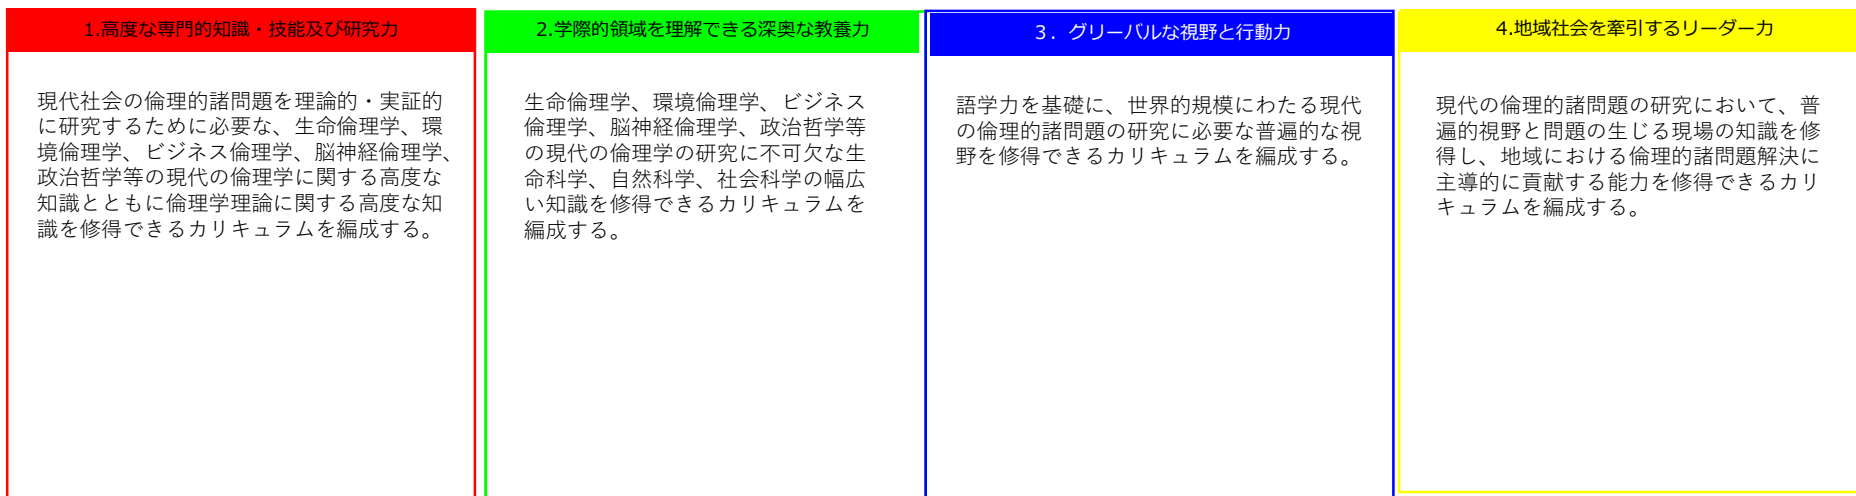 1.高度な専門的知識・技能及び研究力
現代社会の倫理的諸問題を理論的・実証的
に研究するために必要な、生命倫理学、環
境倫理学、ビジネス倫理学、脳神経倫理学、
政治哲学等の現代の倫理学に関する高度な
知識とともに倫理学理論に関する高度な知
識を修得できるカリキュラムを編成する。
2.学際的領域を理解できる深奥な教養力
生命倫理学、環境倫理学、ビジネス
倫理学、脳神経倫理学、政治哲学等
の現代の倫理学の研究に不可欠な生
命科学、自然科学、社会科学の幅広
い知識を修得できるカリキュラムを
編成する。
３．グリーバルな視野と行動力
語学力を基礎に、世界的規模にわたる現代
の倫理的諸問題の研究に必要な普遍的な視
野を修得できるカリキュラムを編成する。
4.地域社会を牽引するリーダー力
現代の倫理的諸問題の研究において、普
遍的視野と問題の生じる現場の知識を修
得し、地域における倫理的諸問題解決に
主導的に貢献する能力を修得できるカリ
キュラムを編成する。